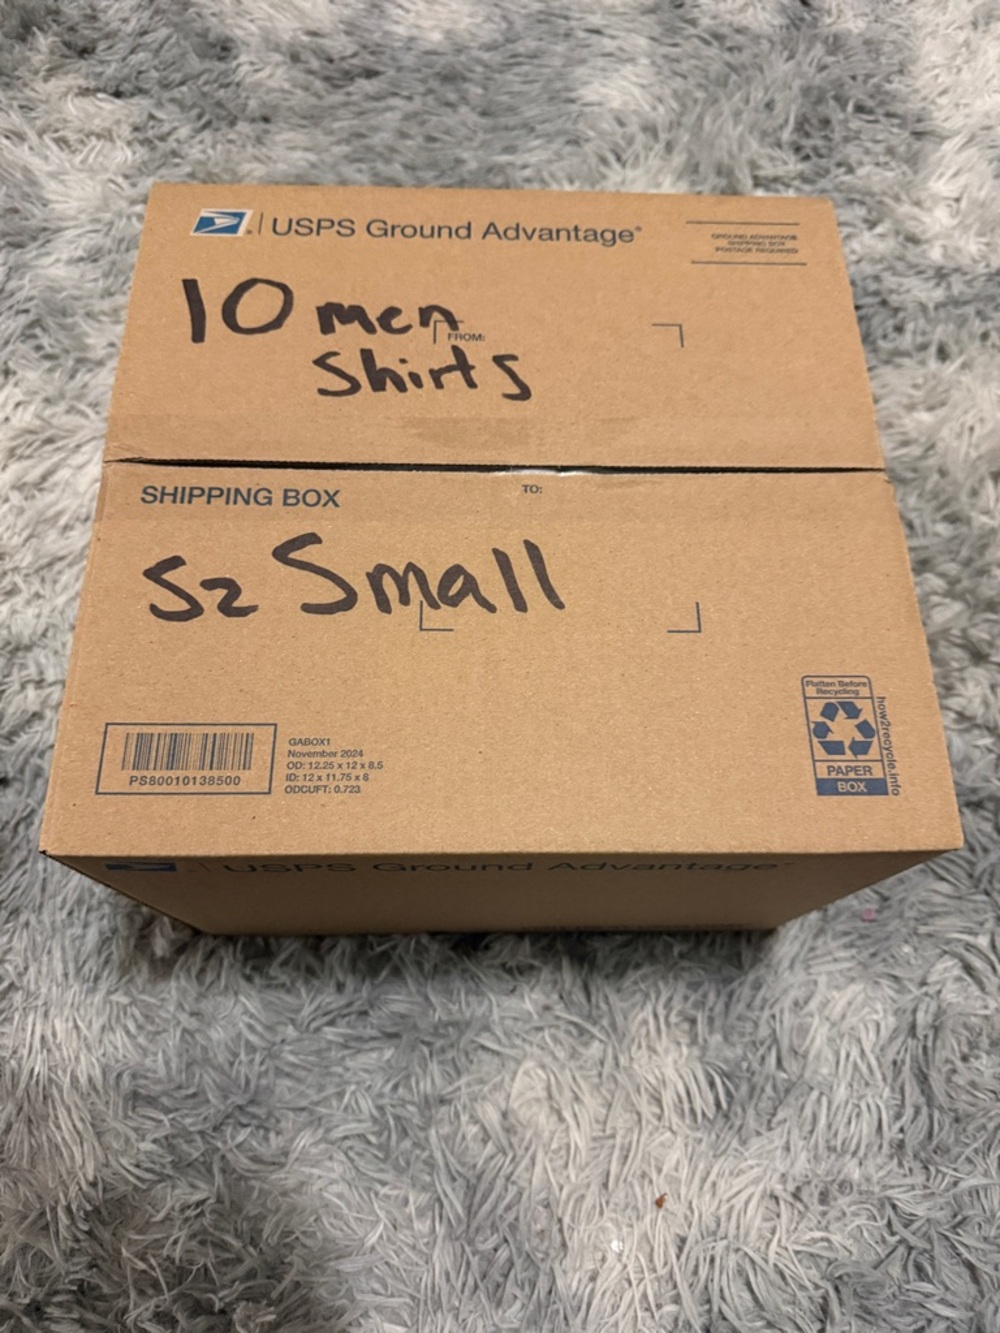 USPS Ground Advantage®
GROUND ADVANTAGE
SHIPPING BOX
POSTAGE REQUIRED
10 men
FROM:
Shirts
SHIPPING BOX
TO:
Sz Small
Flatten Before
Recycling
how2recycle.info
PAPER
BOX
PS80010138500
GABOX1
November 2024
OD: 12.25 x 12 x 8.5
ID: 12 x 11.75 x 8
ODCUFT: 0.723
USPS Ground Advantage